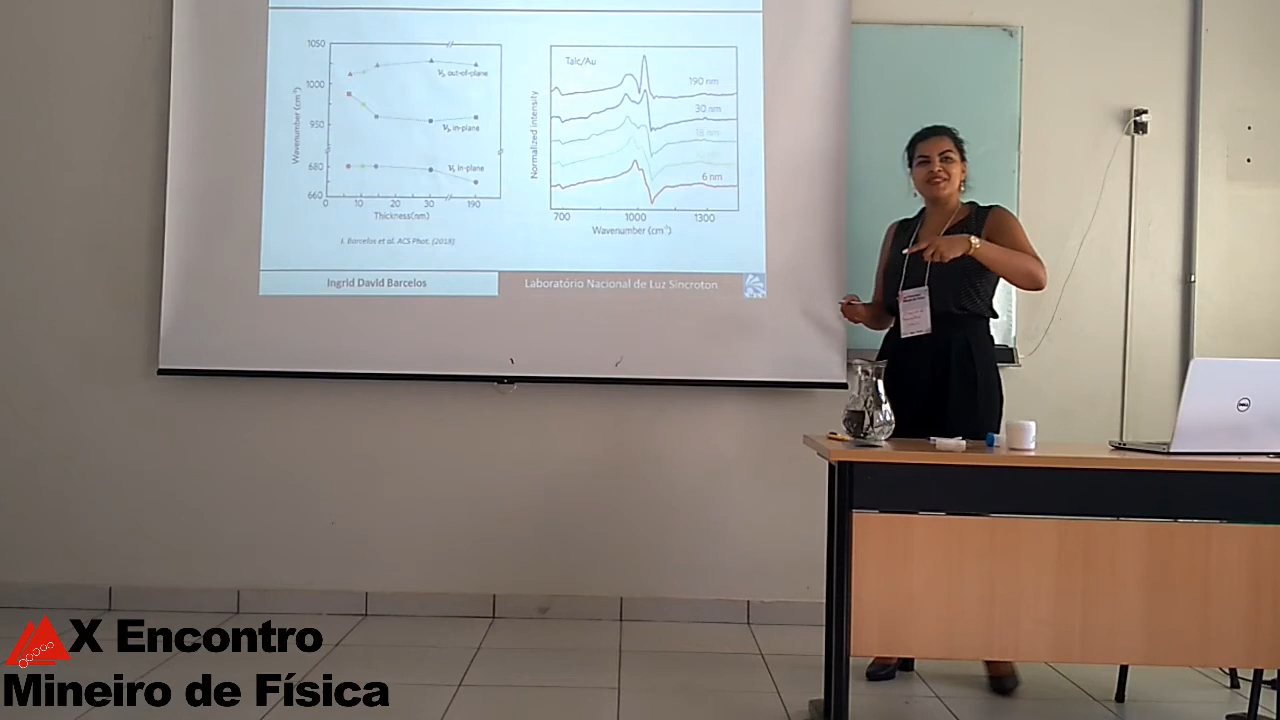 1050
1000
950
680
660
Wavenumber (cm⁻¹)
ν₃, out-of-plane
ν₂, in-plane
ν₁, in-plane
0 10 20 30 190
Thickness(nm)
J. Barcelos et al. ACS Phot. (2018)
Talc/Au
190 nm
30 nm
18 nm
6 nm
Normalized intensity
700 1000 1300
Wavenumber (cm⁻¹)
Ingrid David Barcelos
Laboratório Nacional de Luz Síncroton
DELL
X Encontro
Mineiro de Física